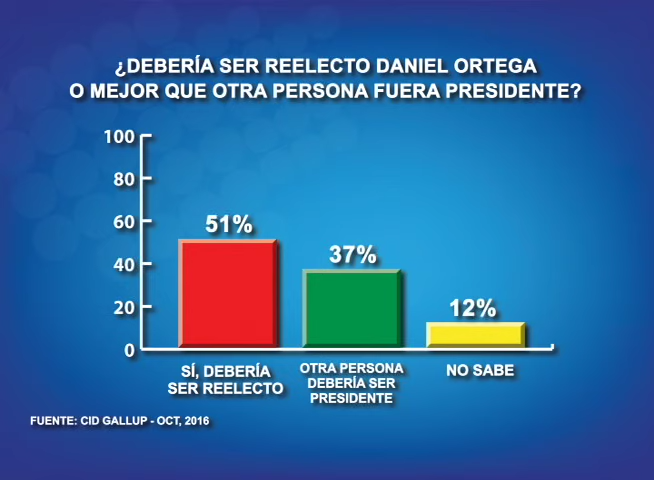 ¿DEBERÍA SER REELECTO DANIEL ORTEGA
O MEJOR QUE OTRA PERSONA FUERA PRESIDENTE?
100
80
60
40
20
0
51%
37%
12%
SÍ, DEBERÍA
SER REELECTO
OTRA PERSONA
DEBERÍA SER
PRESIDENTE
NO SABE
FUENTE: CID GALLUP - OCT, 2016